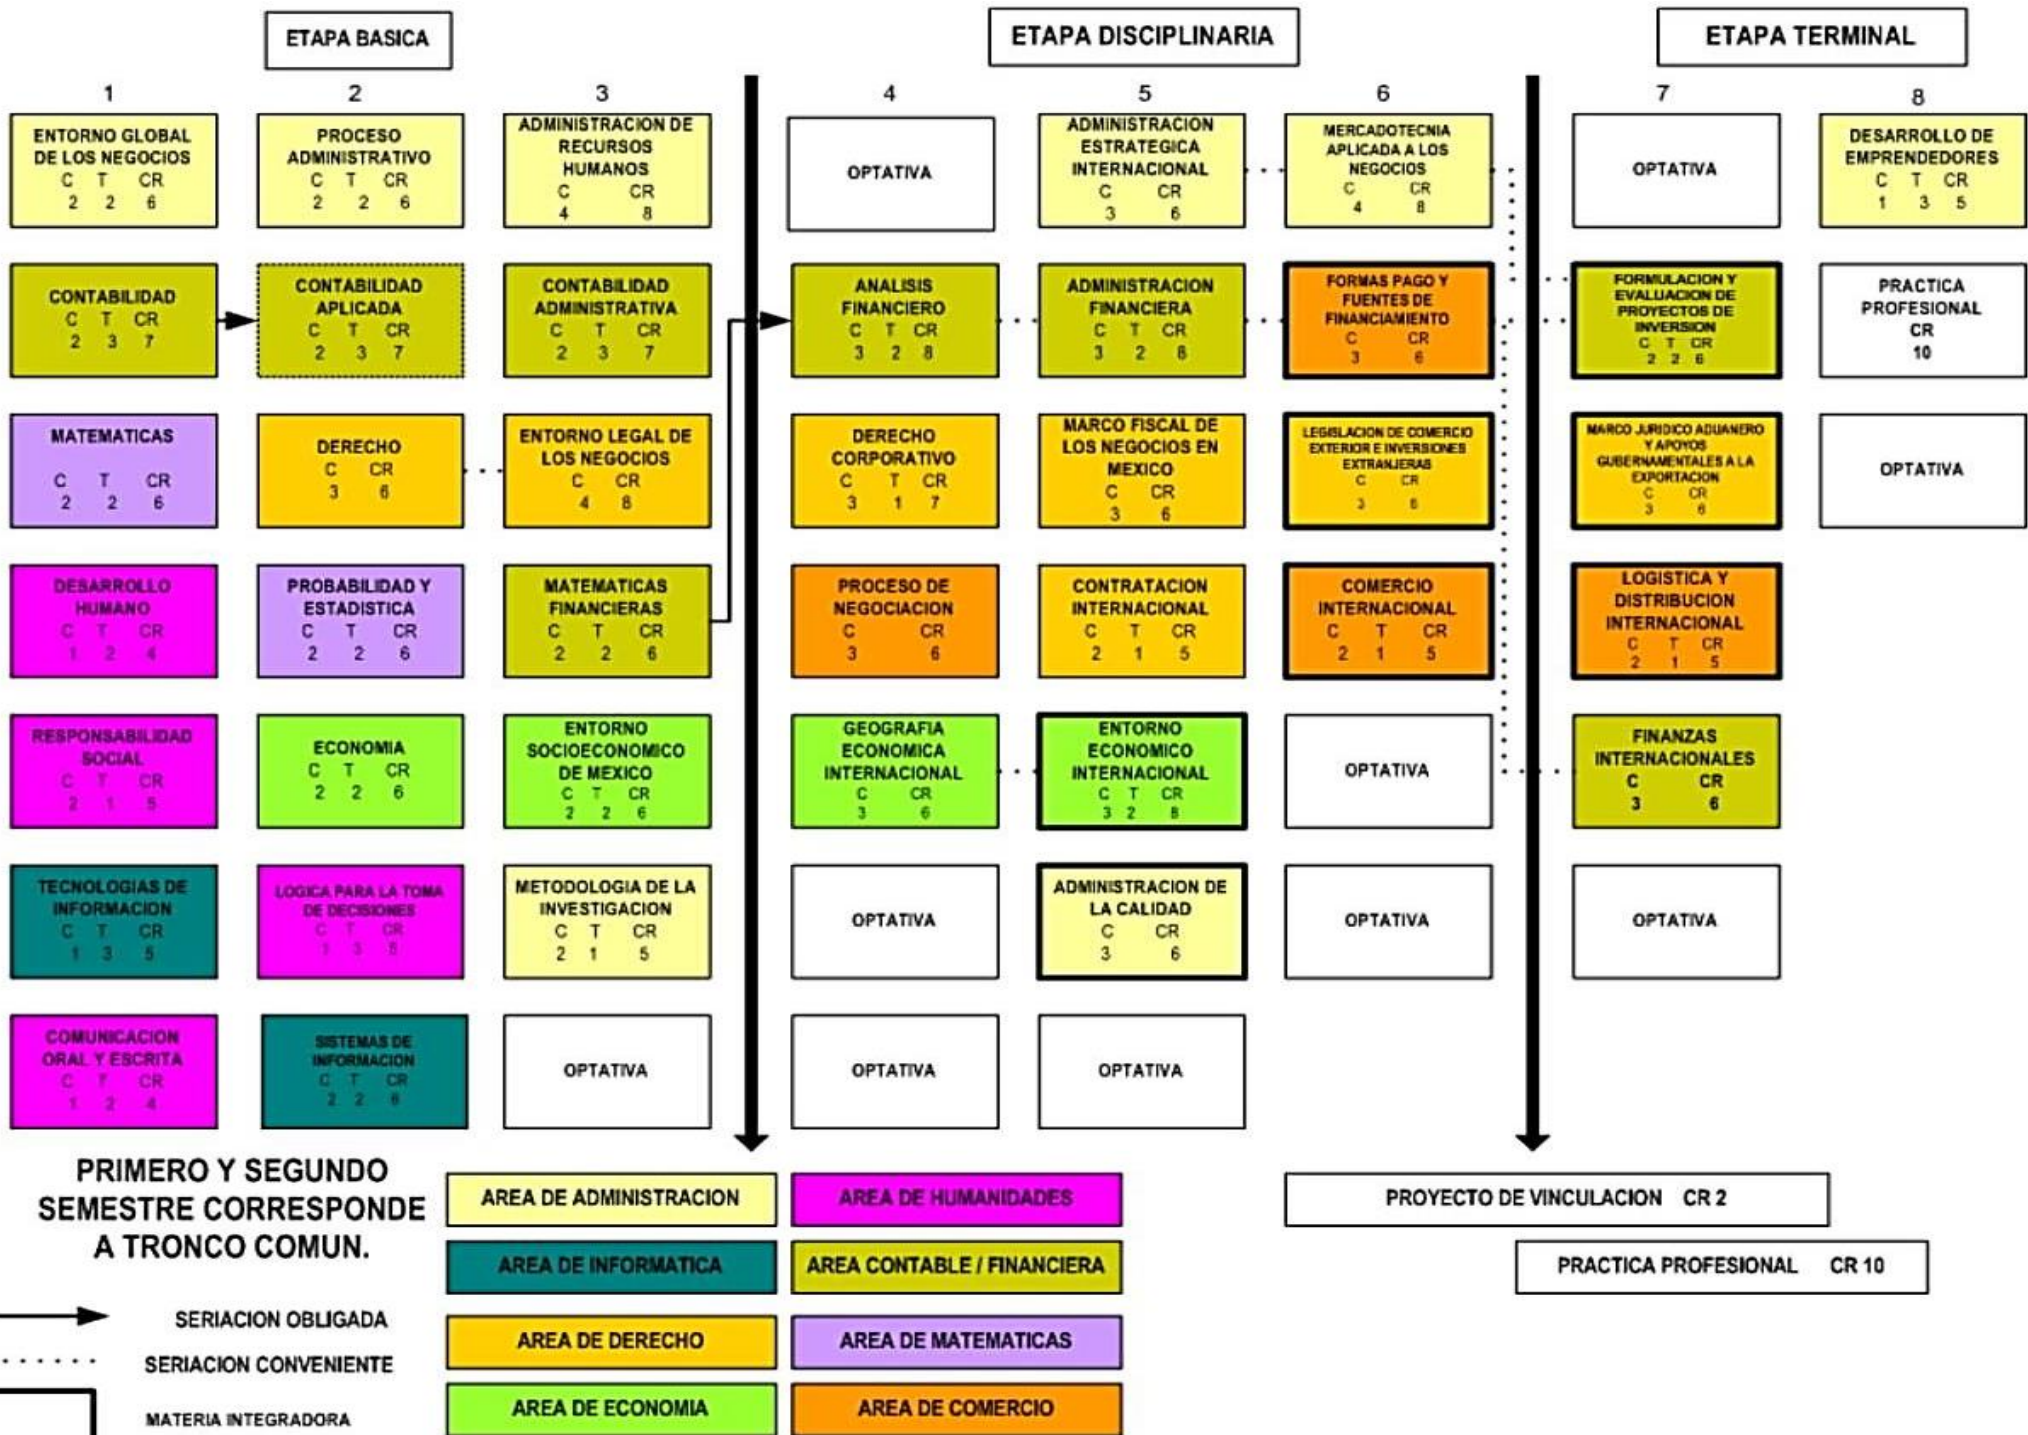 ETAPA BASICA
ETAPA DISCIPLINARIA
ETAPA TERMINAL
1
2
3
4
5
6
7
8
ENTORNO GLOBAL
DE LOS NEGOCIOS
C T CR
2 2 6
PROCESO
ADMINISTRATIVO
C T CR
2 2 6
ADMINISTRACION DE
RECURSOS
HUMANOS
C CR
4 8
OPTATIVA
ADMINISTRACION
ESTRATEGICA
INTERNACIONAL
C CR
3 6
MERCADOTECNIA
APLICADA A LOS
NEGOCIOS
C CR
4 8
OPTATIVA
DESARROLLO DE
EMPRENDEDORES
C T CR
1 3 5
CONTABILIDAD
C T CR
2 3 7
CONTABILIDAD
APLICADA
C T CR
2 3 7
CONTABILIDAD
ADMINISTRATIVA
C T CR
2 3 7
ANALISIS
FINANCIERO
C T CR
3 2 8
ADMINISTRACION
FINANCIERA
C T CR
3 2 8
FORMAS PAGO Y
FUENTES DE
FINANCIAMIENTO
C CR
3 6
FORMULACION Y
EVALUACION DE
PROYECTOS DE
INVERSION
C T CR
2 2 6
PRACTICA
PROFESIONAL
CR
10
MATEMATICAS
C T CR
2 2 6
DERECHO
C CR
3 6
ENTORNO LEGAL DE
LOS NEGOCIOS
C CR
4 8
DERECHO
CORPORATIVO
C T CR
3 1 7
MARCO FISCAL DE
LOS NEGOCIOS EN
MEXICO
C CR
3 6
LEGISLACION DE COMERCIO
EXTERIOR E INVERSIONES
EXTRANJERAS
C CR
3 6
MARCO JURIDICO ADUANERO
Y APOYOS
GUBERNAMENTALES A LA
EXPORTACION
C CR
3 6
OPTATIVA
DESARROLLO
HUMANO
C T CR
1 2 4
PROBABILIDAD Y
ESTADISTICA
C T CR
2 2 6
MATEMATICAS
FINANCIERAS
C T CR
2 2 6
PROCESO DE
NEGOCIACION
C CR
3 6
CONTRATACION
INTERNACIONAL
C T CR
2 1 5
COMERCIO
INTERNACIONAL
C T CR
2 1 5
LOGISTICA Y
DISTRIBUCION
INTERNACIONAL
C T CR
2 1 5
RESPONSABILIDAD
SOCIAL
C T CR
2 1 5
ECONOMIA
C T CR
2 2 6
ENTORNO
SOCIOECONOMICO
DE MEXICO
C T CR
2 2 6
GEOGRAFIA
ECONOMICA
INTERNACIONAL
C CR
3 6
ENTORNO
ECONOMICO
INTERNACIONAL
C T CR
3 2 8
OPTATIVA
FINANZAS
INTERNACIONALES
C CR
3 6
TECNOLOGIAS DE
INFORMACION
C T CR
1 3 5
LOGICA PARA LA TOMA
DE DECISIONES
C T CR
1 3
METODOLOGIA DE LA
INVESTIGACION
C T CR
2 1 5
OPTATIVA
ADMINISTRACION DE
LA CALIDAD
C CR
3 6
OPTATIVA
OPTATIVA
COMUNICACION
ORAL Y ESCRITA
C T CR
1 2 4
SISTEMAS DE
INFORMACION
C T CR
2 2 6
OPTATIVA
OPTATIVA
OPTATIVA
PRIMERO Y SEGUNDO
SEMESTRE CORRESPONDE
A TRONCO COMUN.
SERIACION OBLIGADA
SERIACION CONVENIENTE
MATERIA INTEGRADORA
AREA DE ADMINISTRACION
AREA DE HUMANIDADES
AREA DE INFORMATICA
AREA CONTABLE / FINANCIERA
AREA DE DERECHO
AREA DE MATEMATICAS
AREA DE ECONOMIA
AREA DE COMERCIO
PROYECTO DE VINCULACION CR 2
PRACTICA PROFESIONAL CR 10